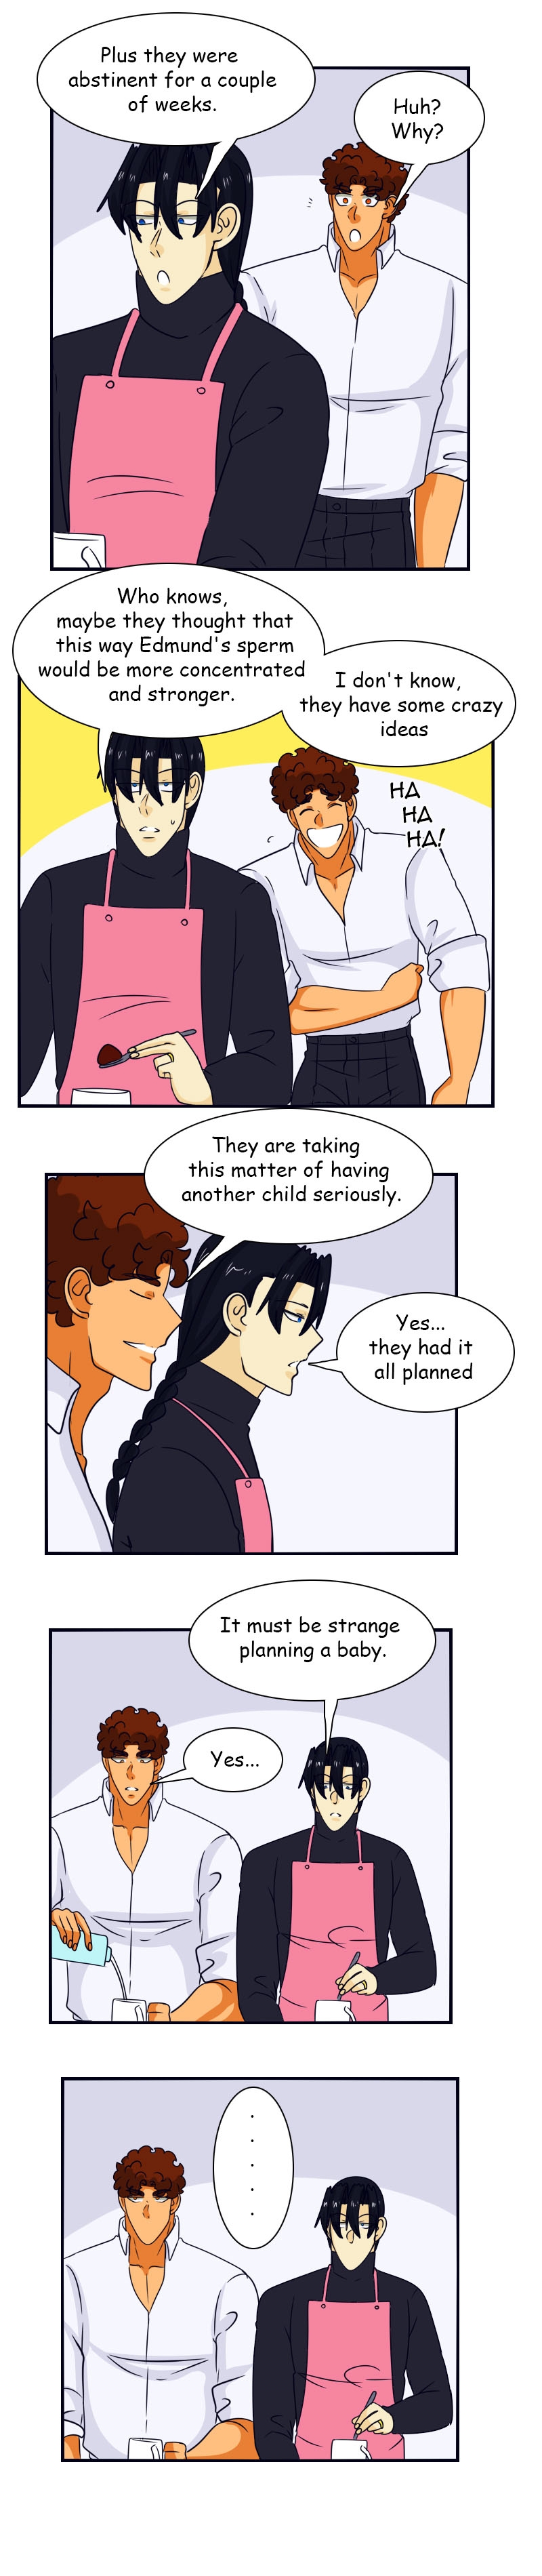 Plus they were
abstinent for a couple
of weeks.
Huh?
Why?
Who knows,
maybe they thought that
this way Edmund's sperm
would be more concentrated
and stronger.
I don't know,
they have some crazy
ideas
HA
HA
HA!
They are taking
this matter of having
another child seriously.
Yes...
they had it
all planned
It must be strange
planning a baby.
Yes...
.
.
.
.
.